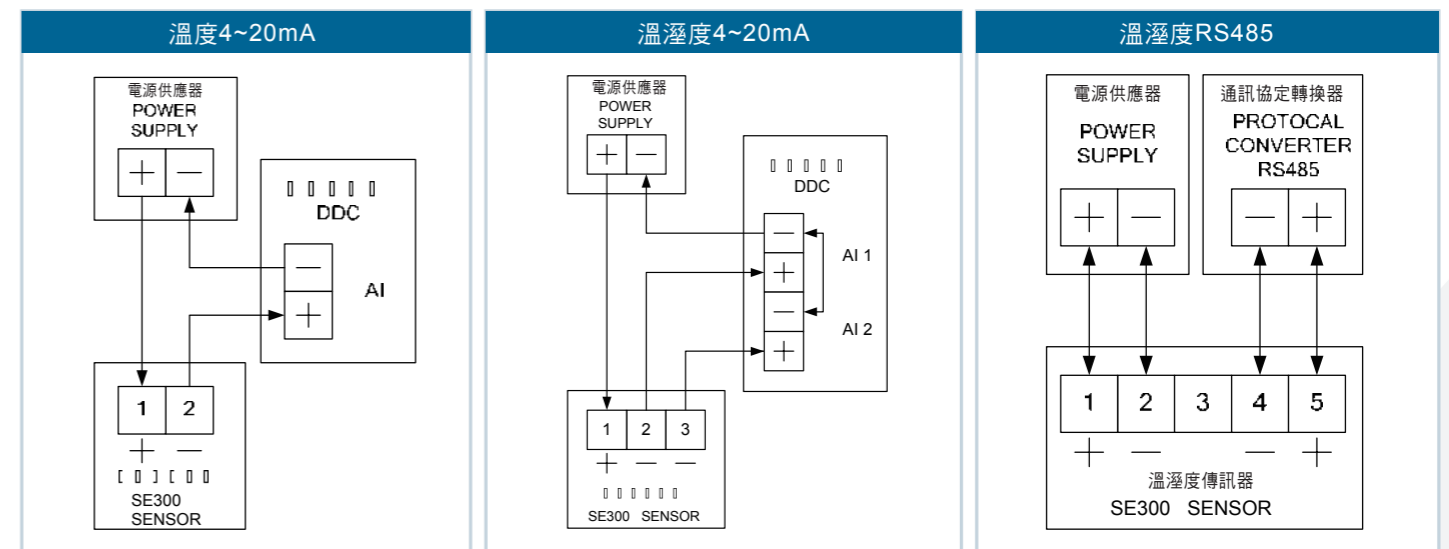 溫度4~20mA
電源供應器
POWER
SUPPLY
+ −
DDC
−
+
AI
1 2
+ −
SE300
SENSOR
溫溼度4~20mA
電源供應器
POWER
SUPPLY
+ −
DDC
−
+
−
+
AI 1
AI 2
1 2 3
+ − −
SE300 SENSOR
溫溼度RS485
電源供應器
POWER
SUPPLY
+ −
通訊協定轉換器
PROTOCAL
CONVERTER
RS485
− +
1 2 3 4 5
+ − − +
溫溼度傳訊器
SE300 SENSOR